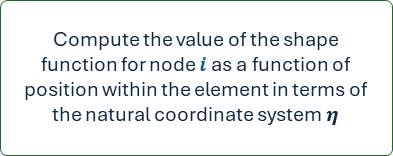 Compute the value of the shape
function for node i as a function of
position within the element in terms of
the natural coordinate system η